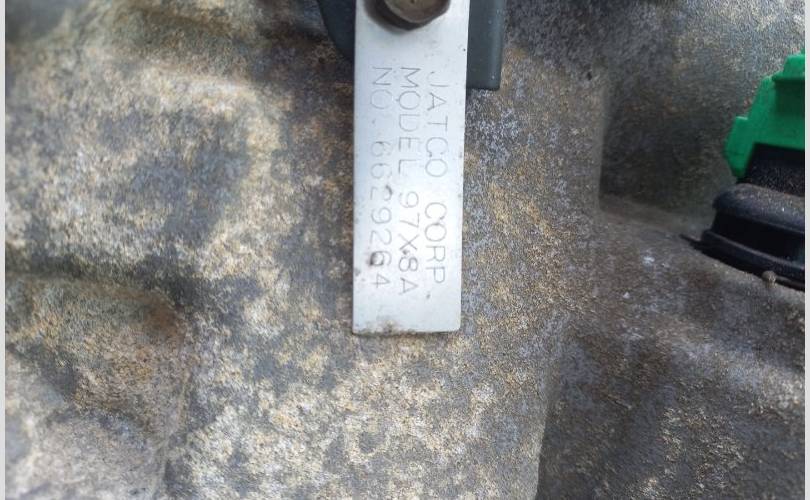 JATCO CORP
MODEL 97X8A
NO. 6629264